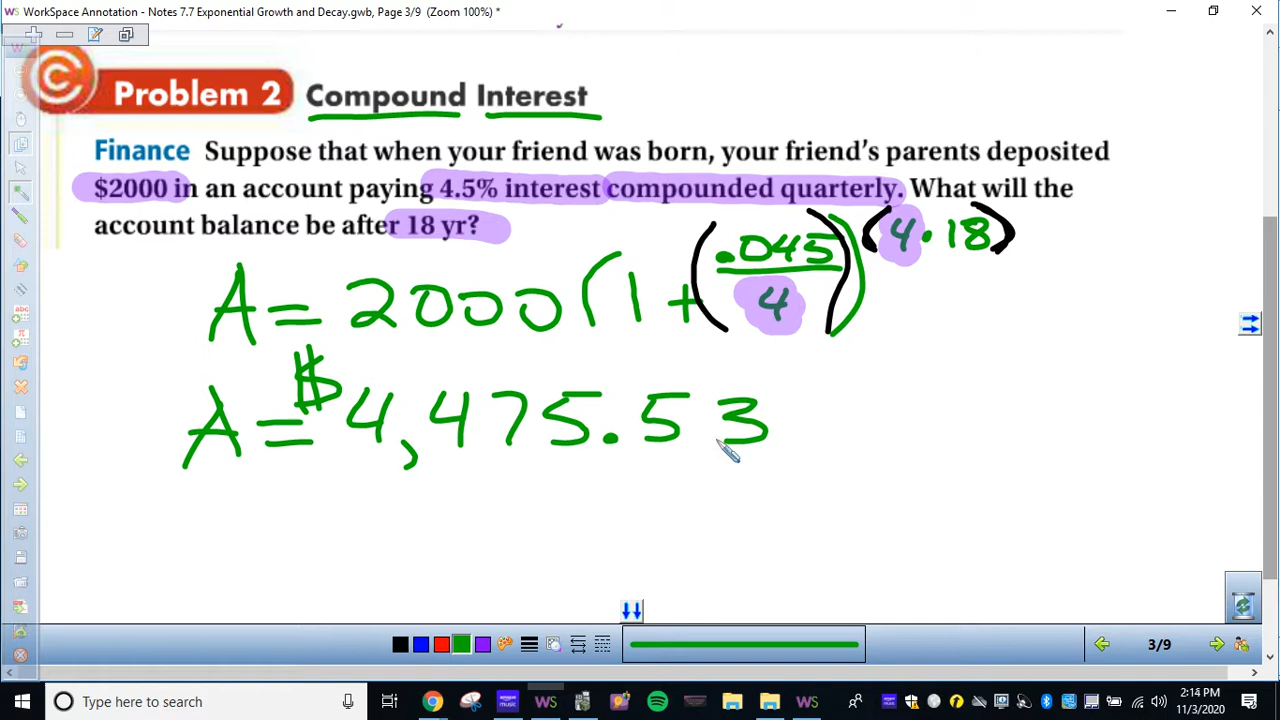 WorkSpace Annotation - Notes 7.7 Exponential Growth and Decay.gwb, Page 3/9 (Zoom 100%) *
C Problem 2 Compound Interest
Finance Suppose that when your friend was born, your friend's parents deposited
$2000 in an account paying 4.5% interest compounded quarterly. What will the
account balance be after 18 yr?
A = 2000 (1 + (.045/4))^(4·18)
A = $4,475.53
3/9
Type here to search
2:14 PM
11/3/2020